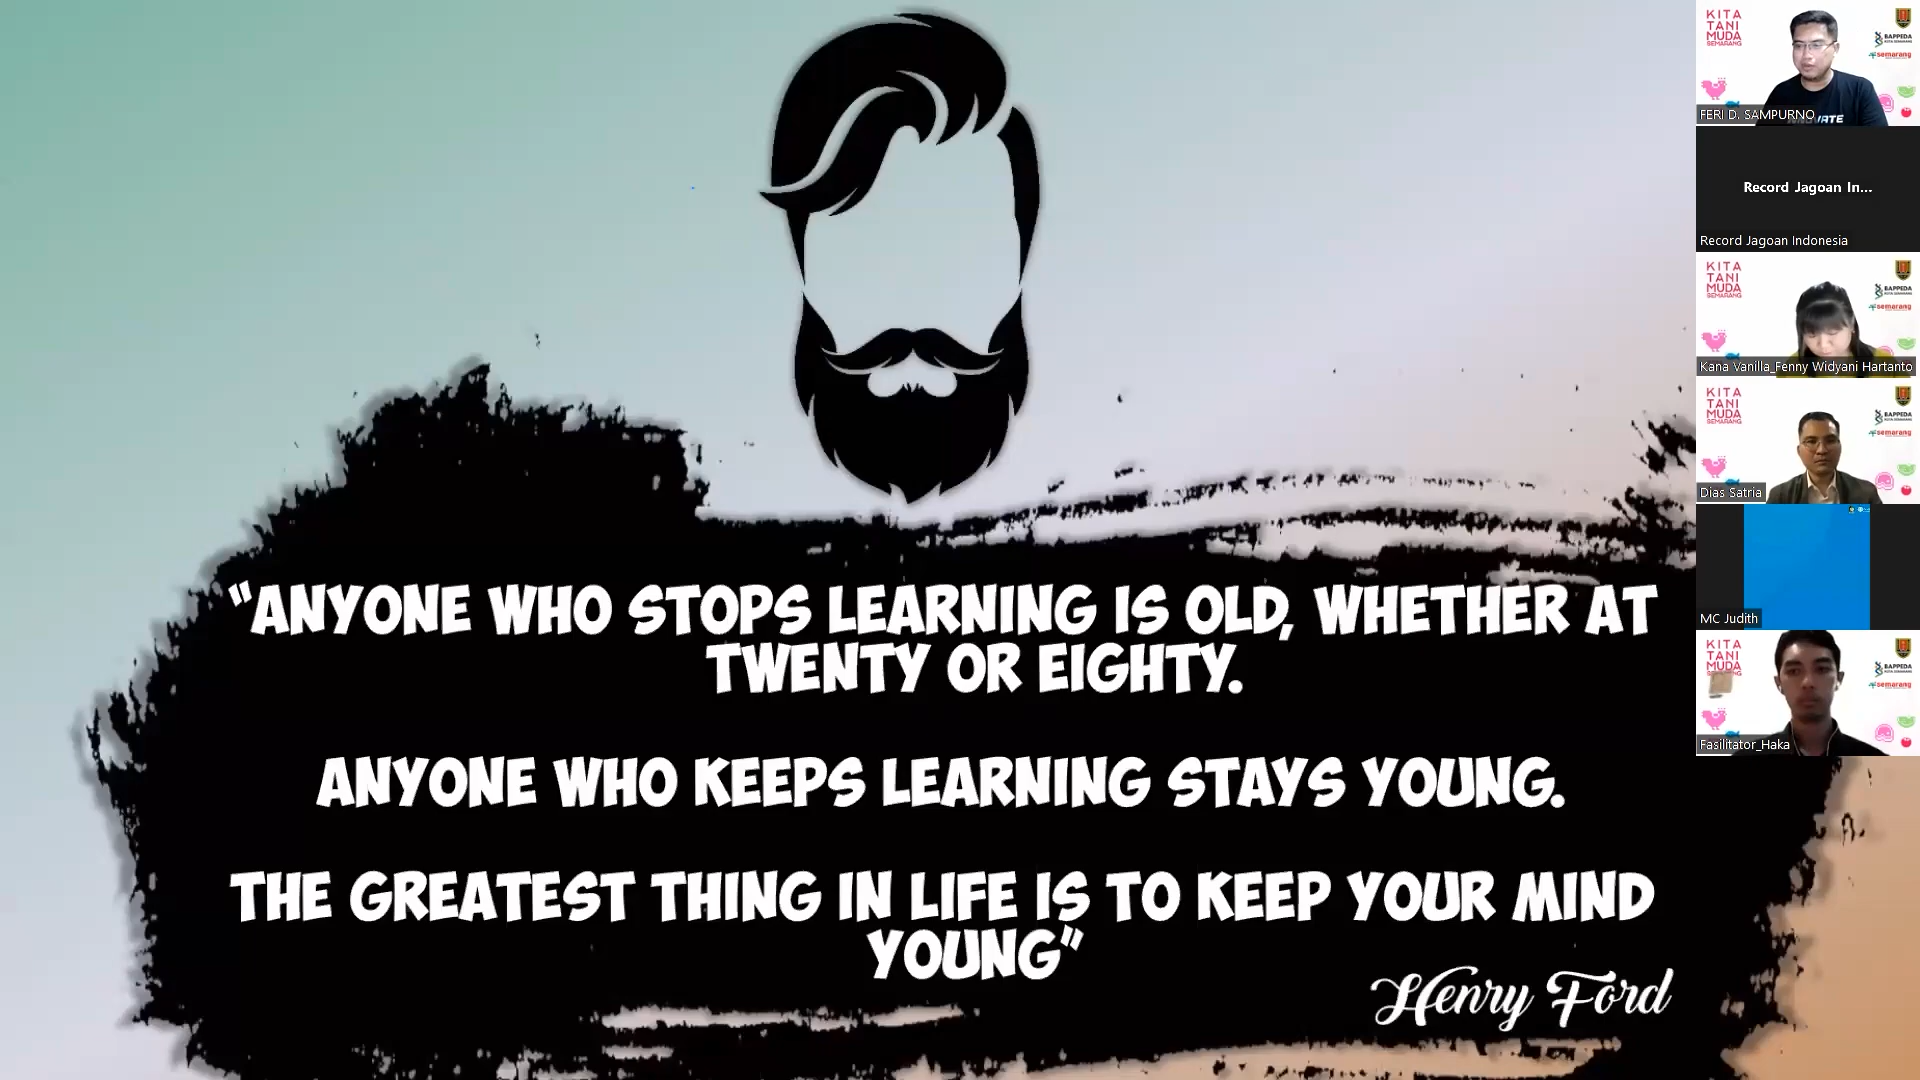 "ANYONE WHO STOPS LEARNING IS OLD, WHETHER AT
TWENTY OR EIGHTY.
ANYONE WHO KEEPS LEARNING STAYS YOUNG.
THE GREATEST THING IN LIFE IS TO KEEP YOUR MIND
YOUNG"
Henry Ford
KITA
TANI
MUDA
SEMARANG
BAPPEDA
semarang
FERI D. SAMPURNO
Record Jagoan In...
Record Jagoan Indonesia
KITA
TANI
MUDA
SEMARANG
BAPPEDA
semarang
Kana Vanilla_Fenny Widyani Hartanto
KITA
TANI
MUDA
SEMARANG
BAPPEDA
semarang
Dias Satria
MC Judith
KITA
TANI
MUDA
BAPPEDA
semarang
Fasilitator_Haka